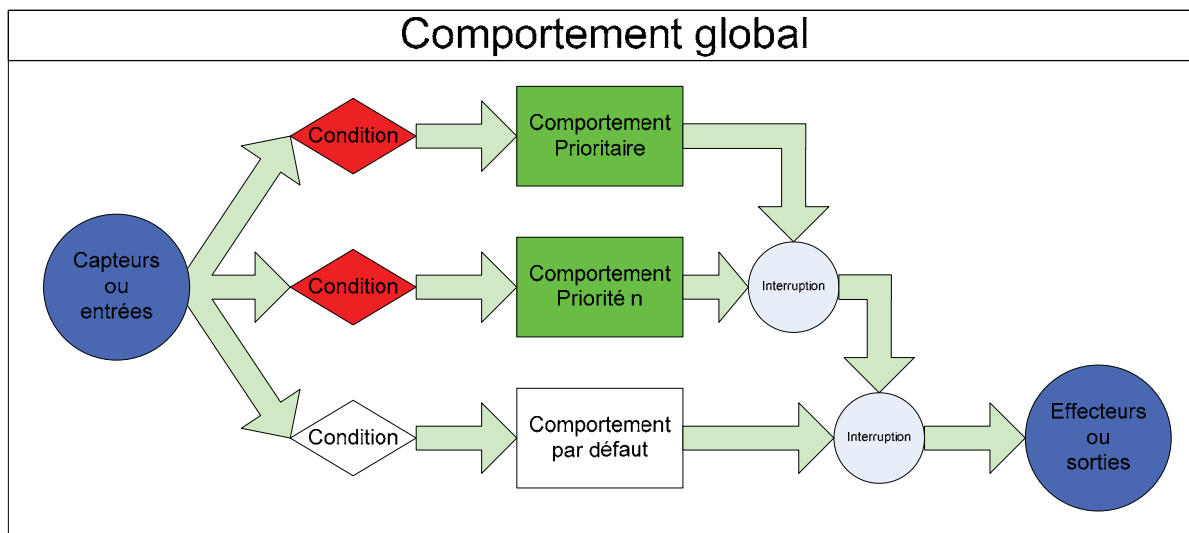 Comportement global
Condition
Comportement
Prioritaire
Capteurs
ou
entrées
Condition
Comportement
Priorité n
Interruption
Condition
Comportement
par défaut
Interruption
Effecteurs
ou
sorties